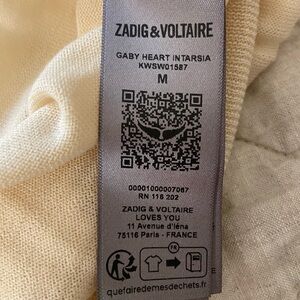 ZADIG&VOLTAIRE
GABY HEART INTARSIA
KWSW01587
M
00001000007087
RN 116 202
ZADIG & VOLTAIRE
LOVES YOU
11 Avenue d'Iéna
75116 Paris - FRANCE
FR
quefairedemesdechets.fr